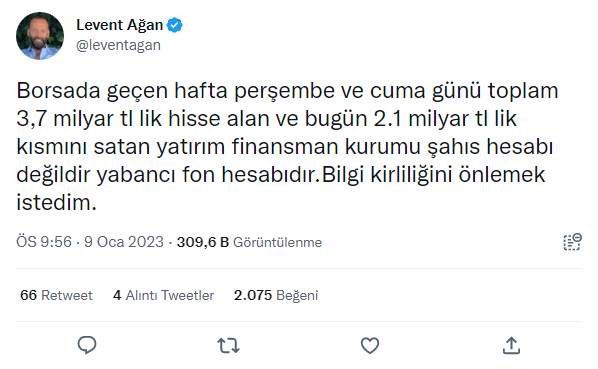 Levent Ağan
@leventagan
Borsada geçen hafta perşembe ve cuma günü toplam
3,7 milyar tl lik hisse alan ve bugün 2.1 milyar tl lik
kısmını satan yatırım finansman kurumu şahıs hesabı
değildir yabancı fon hesabıdır.Bilgi kirliliğini önlemek
istedim.
ÖS 9:56 · 9 Oca 2023 · 309,6 B Görüntülenme
66 Retweet 4 Alıntı Tweetler 2.075 Beğeni